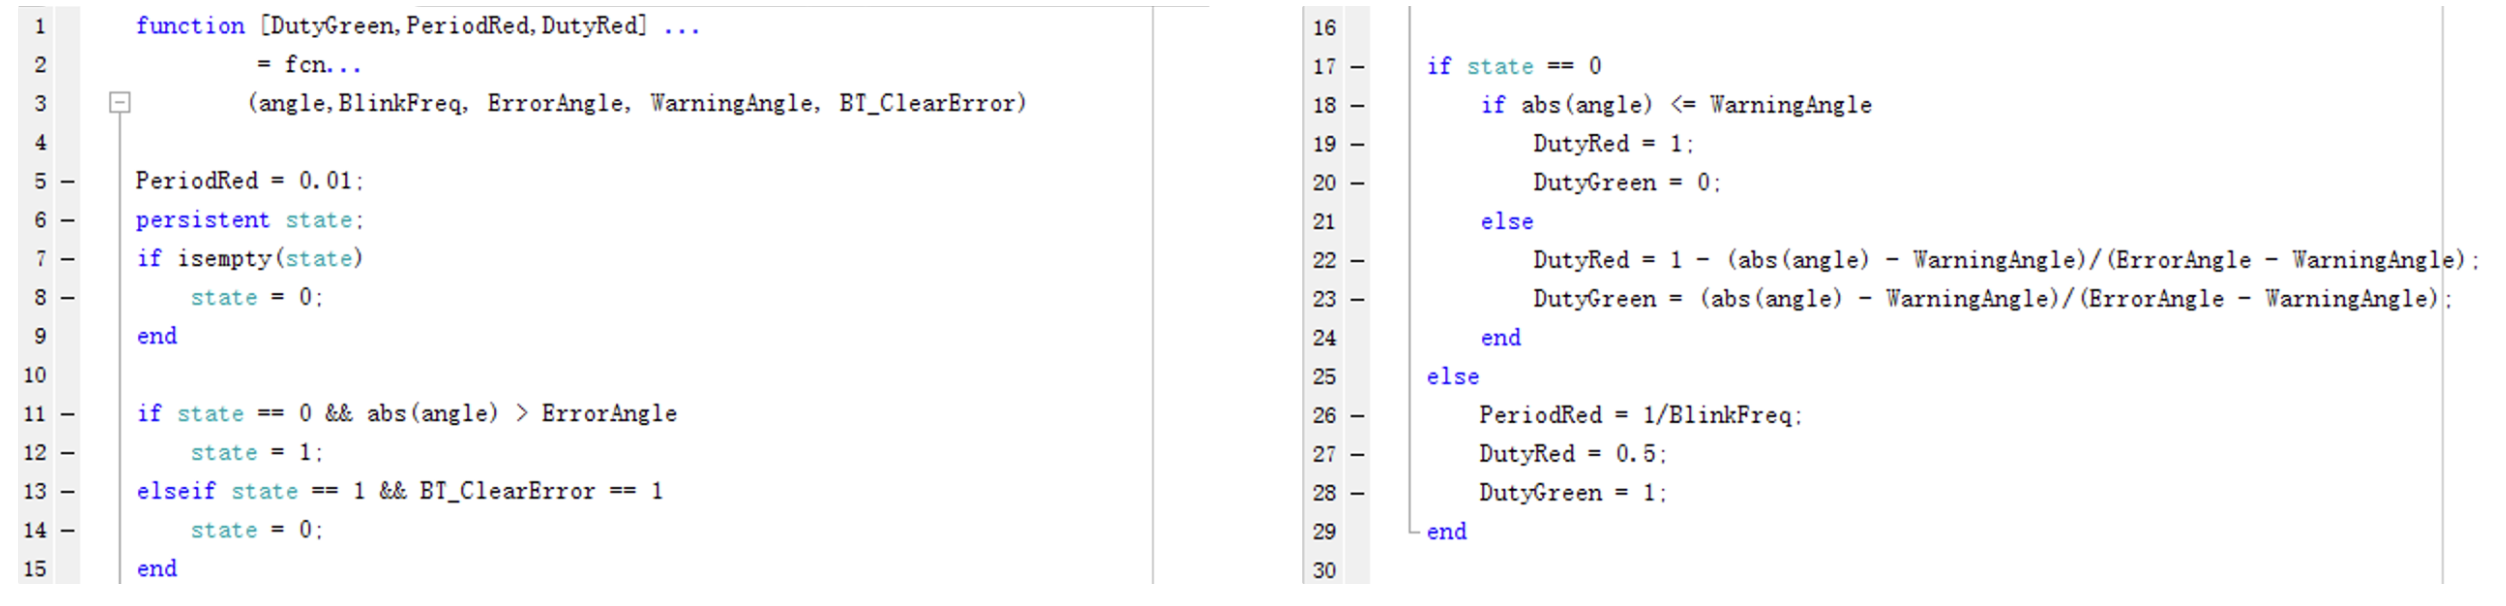 1 function [DutyGreen,PeriodRed,DutyRed] ...
2 = fcn...
3 (angle,BlinkFreq, ErrorAngle, WarningAngle, BT_ClearError)
4
5 – PeriodRed = 0.01;
6 – persistent state;
7 – if isempty(state)
8 – state = 0;
9 end
10
11 – if state == 0 && abs(angle) > ErrorAngle
12 – state = 1;
13 – elseif state == 1 && BT_ClearError == 1
14 – state = 0;
15 end
16
17 – if state == 0
18 – if abs(angle) <= WarningAngle
19 – DutyRed = 1;
20 – DutyGreen = 0;
21 else
22 – DutyRed = 1 - (abs(angle) - WarningAngle)/(ErrorAngle - WarningAngle);
23 – DutyGreen = (abs(angle) - WarningAngle)/(ErrorAngle - WarningAngle);
24 end
25 else
26 – PeriodRed = 1/BlinkFreq;
27 – DutyRed = 0.5;
28 – DutyGreen = 1;
29 end
30